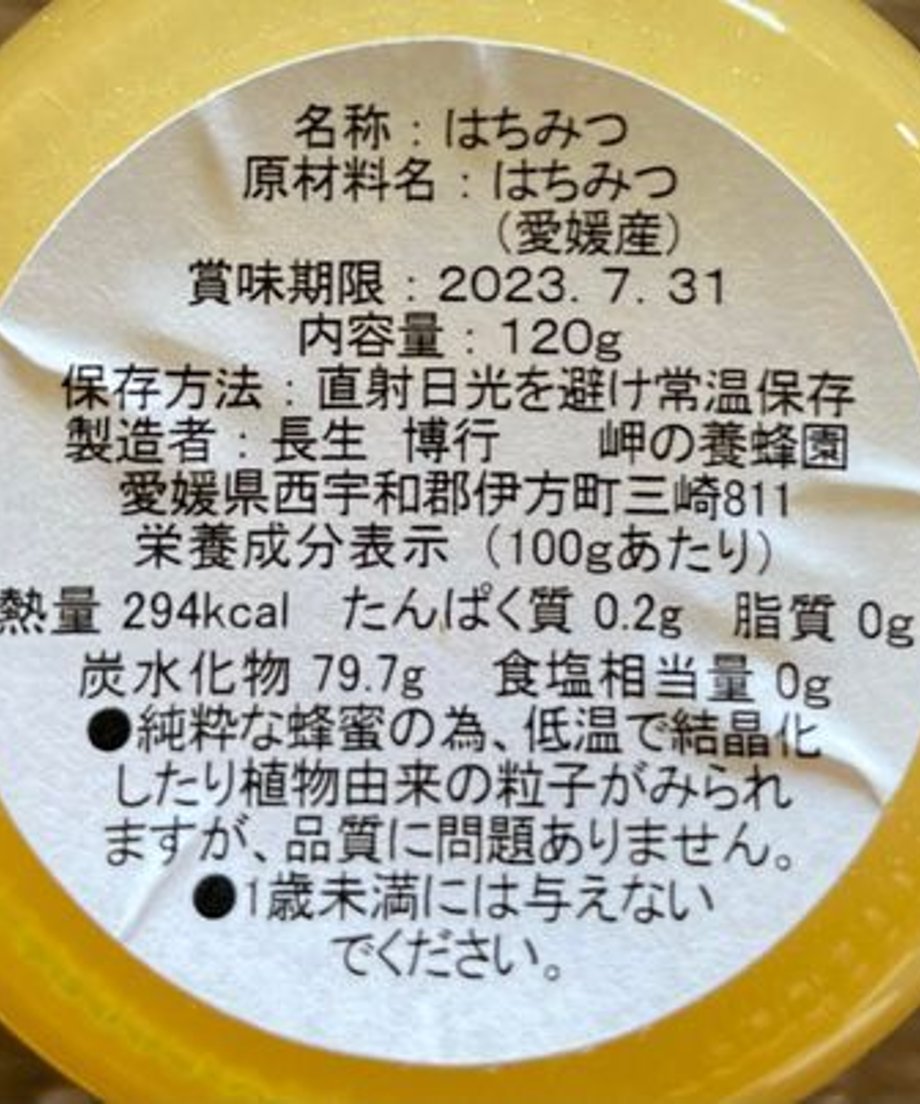 名称：はちみつ
原材料名：はちみつ
（愛媛産）
賞味期限：2023. 7. 31
内容量：120g
保存方法：直射日光を避け常温保存
製造者：長生　博行　　岬の養蜂園
愛媛県西宇和郡伊方町三崎811
栄養成分表示（100gあたり）
熱量 294kcal　たんぱく質 0.2g　脂質 0g
炭水化物 79.7g　食塩相当量 0g
●純粋な蜂蜜の為、低温で結晶化
したり植物由来の粒子がみられ
ますが、品質に問題ありません。
●1歳未満には与えない
でください。